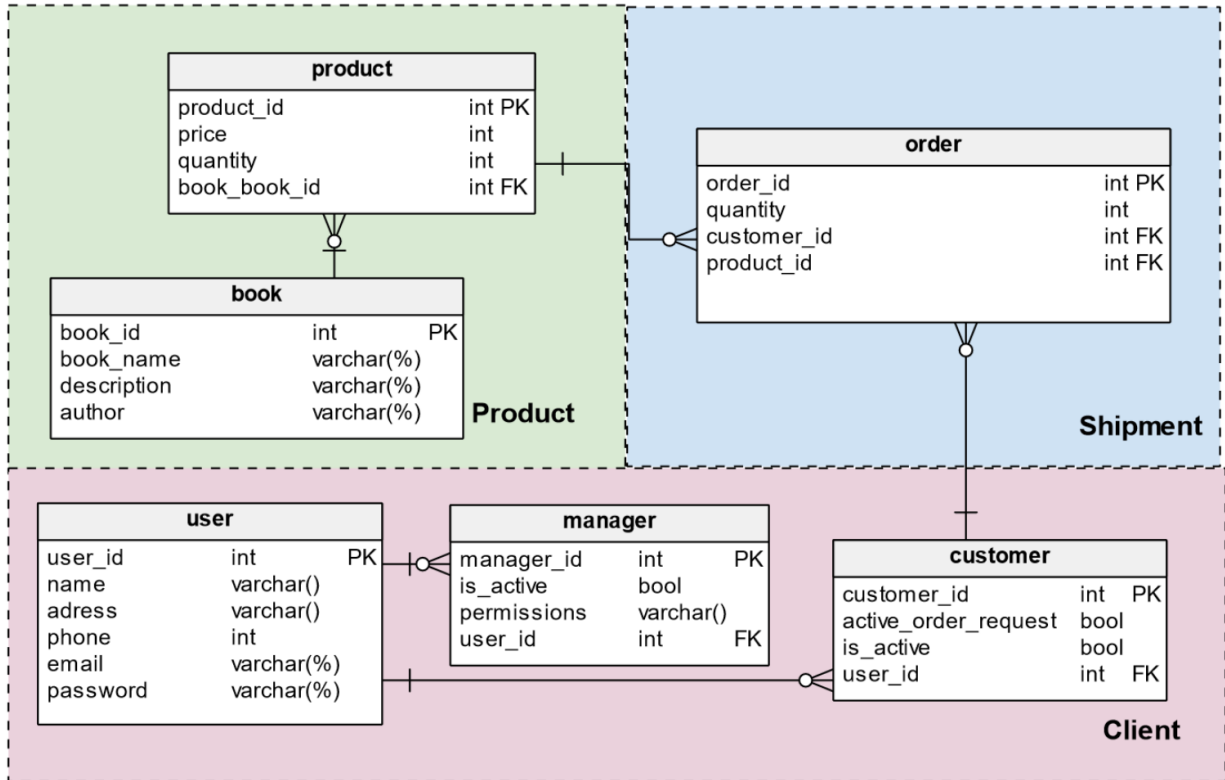 product
product_id int PK
price int
quantity int
book_book_id int FK
book
book_id int PK
book_name varchar(%)
description varchar(%)
author varchar(%)
Product
order
order_id int PK
quantity int
customer_id int FK
product_id int FK
Shipment
user
user_id int PK
name varchar()
adress varchar()
phone int
email varchar(%)
password varchar(%)
manager
manager_id int PK
is_active bool
permissions varchar()
user_id int FK
customer
customer_id int PK
active_order_request bool
is_active bool
user_id int FK
Client